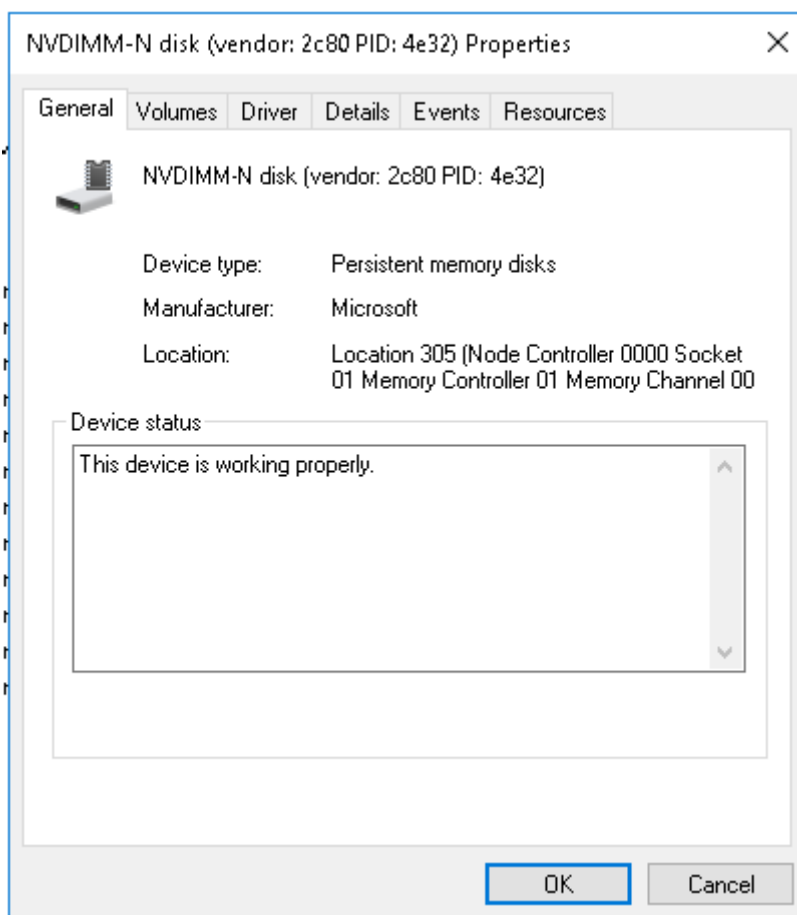 NVDIMM-N disk (vendor: 2c80 PID: 4e32) Properties
General Volumes Driver Details Events Resources
NVDIMM-N disk (vendor: 2c80 PID: 4e32)
Device type: Persistent memory disks
Manufacturer: Microsoft
Location: Location 305 (Node Controller 0000 Socket
01 Memory Controller 01 Memory Channel 00
Device status
This device is working properly.
OK Cancel